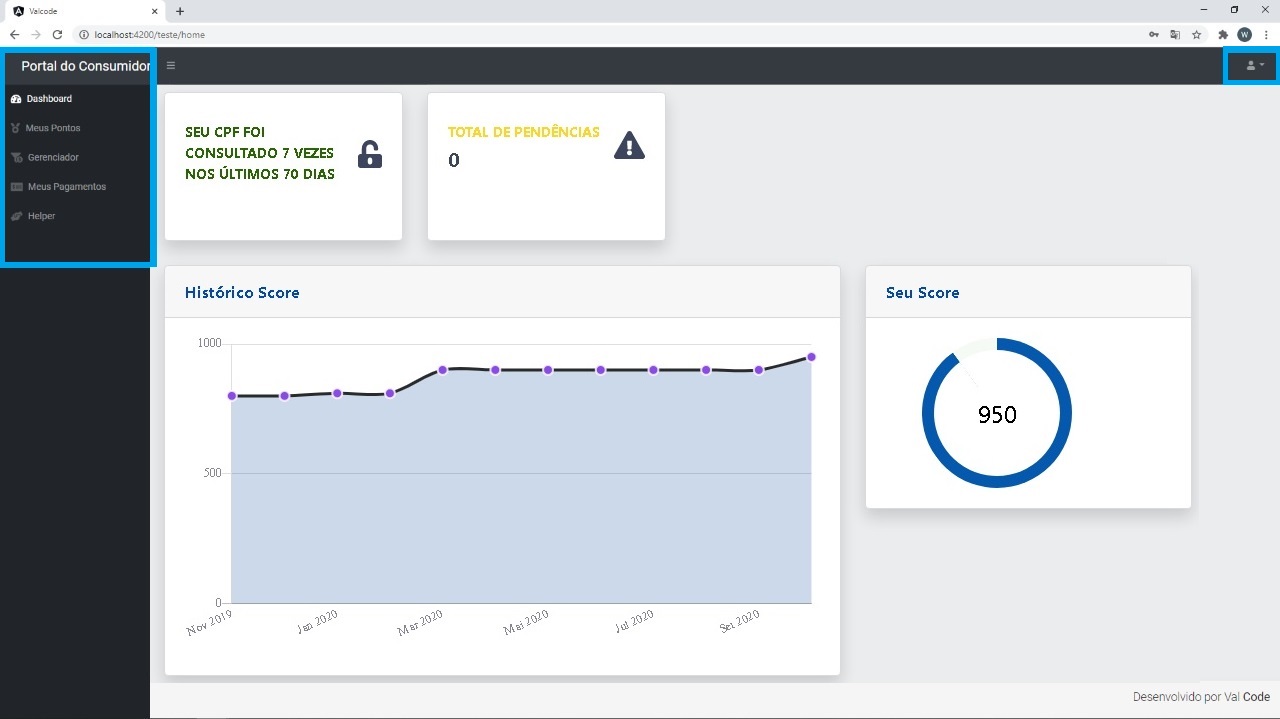 Valcode
localhost:4200/teste/home
W
Portal do Consumidor
Dashboard
Meus Pontos
Gerenciador
Meus Pagamentos
Helper
SEU CPF FOI
CONSULTADO 7 VEZES
NOS ÚLTIMOS 70 DIAS
TOTAL DE PENDÊNCIAS
0
Histórico Score
1000
500
0
Nov 2019
Jan 2020
Mar 2020
Mai 2020
Jul 2020
Set 2020
Seu Score
950
Desenvolvido por Val Code